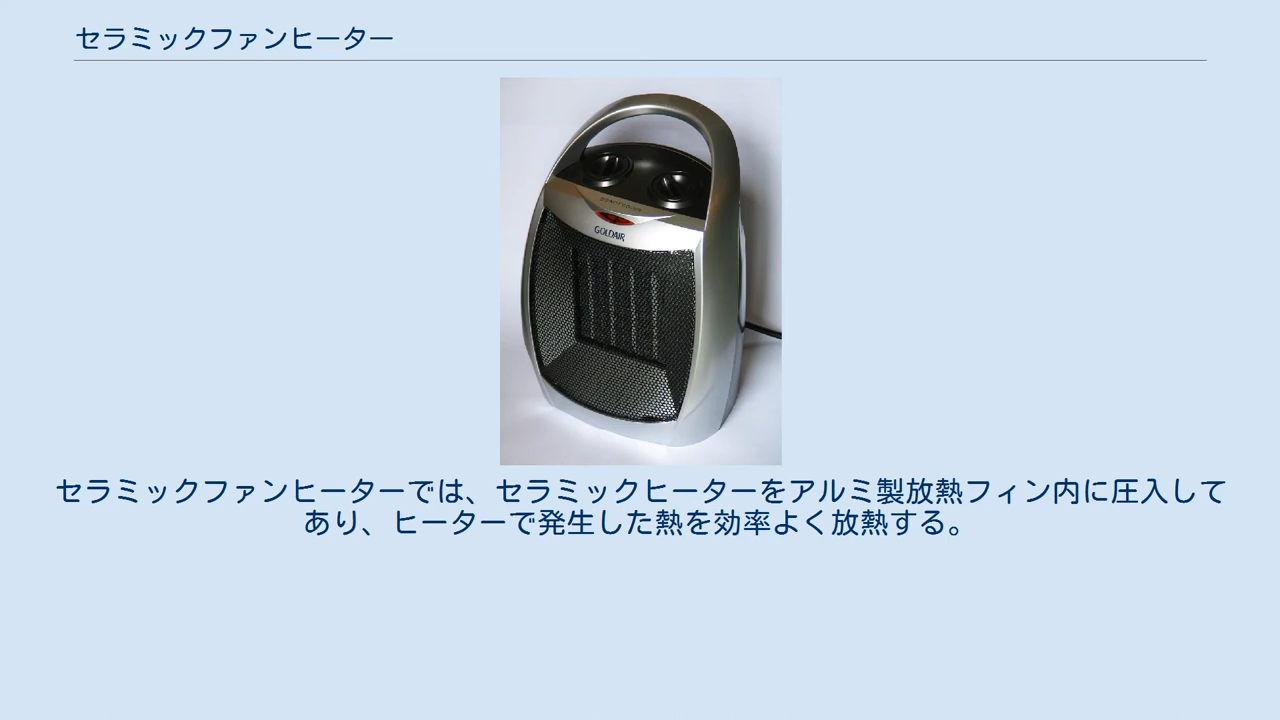 セラミックファンヒーター
GOLDAIR
セラミックファンヒーターでは、セラミックヒーターをアルミ製放熱フィン内に圧入して
あり、ヒーターで発生した熱を効率よく放熱する。